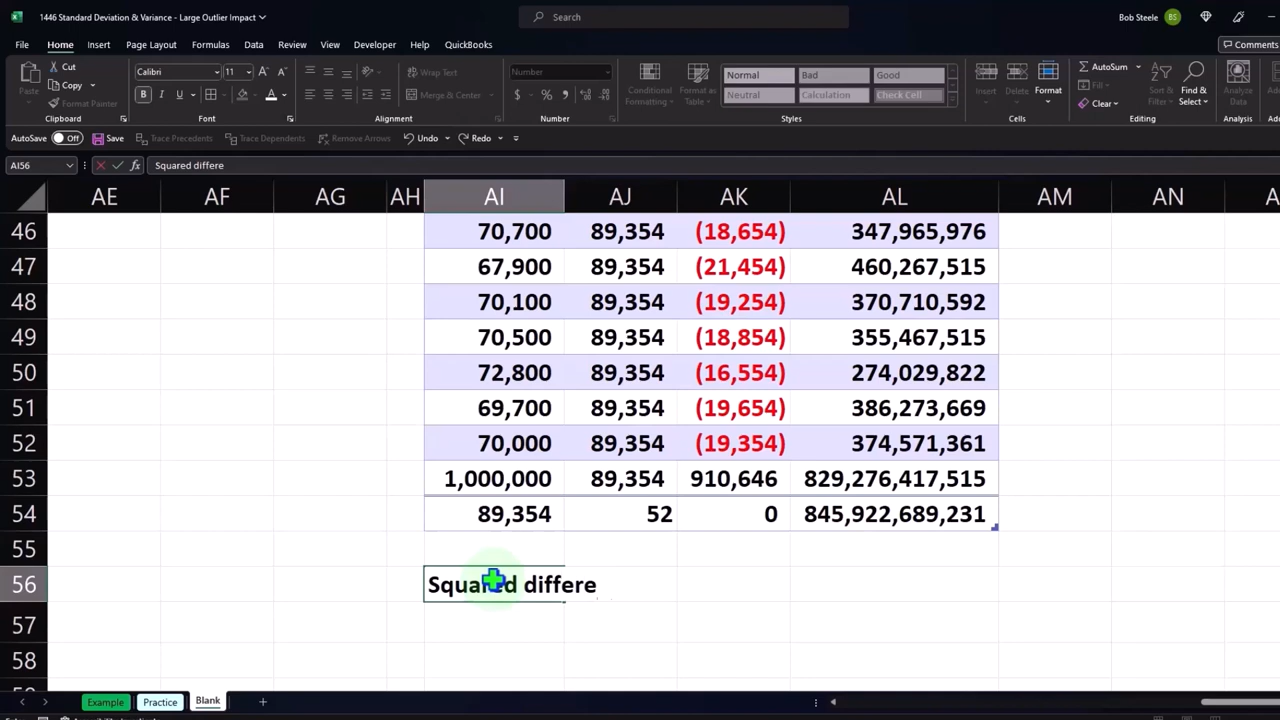 1446 Standard Deviation & Variance - Large Outlier Impact
Search
Bob Steele
BS
File Home Insert Page Layout Formulas Data Review View Developer Help QuickBooks
Comments
Paste
Cut
Copy
Format Painter
Clipboard
Calibri 11
B I U
Font
Wrap Text
Merge & Center
Alignment
Number
Number
Conditional Formatting
Format as Table
Normal Bad Good
Neutral Calculation Check Cell
Styles
Insert Delete Format
Cells
AutoSum
Fill
Clear
Sort & Filter
Find & Select
Editing
Analyze Data
Analysis
AutoSave Off Save Trace Precedents Trace Dependents Remove Arrows Undo Redo
AI56 fx Squared differe
AE AF AG AH AI AJ AK AL AM AN
46 70,700 89,354 (18,654) 347,965,976
47 67,900 89,354 (21,454) 460,267,515
48 70,100 89,354 (19,254) 370,710,592
49 70,500 89,354 (18,854) 355,467,515
50 72,800 89,354 (16,554) 274,029,822
51 69,700 89,354 (19,654) 386,273,669
52 70,000 89,354 (19,354) 374,571,361
53 1,000,000 89,354 910,646 829,276,417,515
54 89,354 52 0 845,922,689,231
55
56 Squared differe
57
58
Example Practice Blank